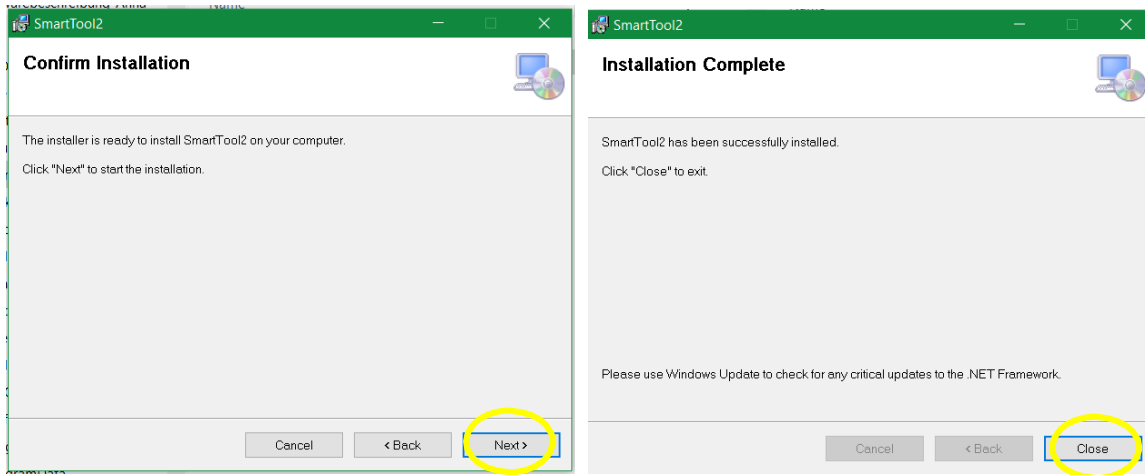 SmartTool2
Confirm Installation
The installer is ready to install SmartTool2 on your computer.
Click "Next" to start the installation.
Cancel
< Back
Next >
SmartTool2
Installation Complete
SmartTool2 has been successfully installed.
Click "Close" to exit.
Please use Windows Update to check for any critical updates to the .NET Framework.
Cancel
< Back
Close